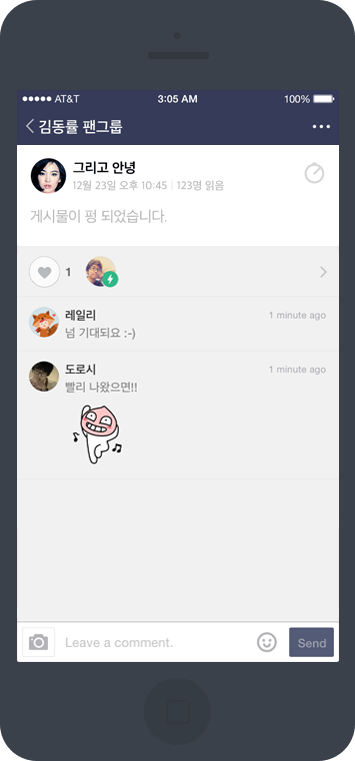 AT&T 3:05 AM 100%
김동률 팬그룹
그리고 안녕
12월 23일 오후 10:45 | 123명 읽음
게시물이 펑 되었습니다.
1
레일리 1 minute ago
넘 기대되요 :-)
도로시 1 minute ago
빨리 나왔으면!!
Leave a comment. Send